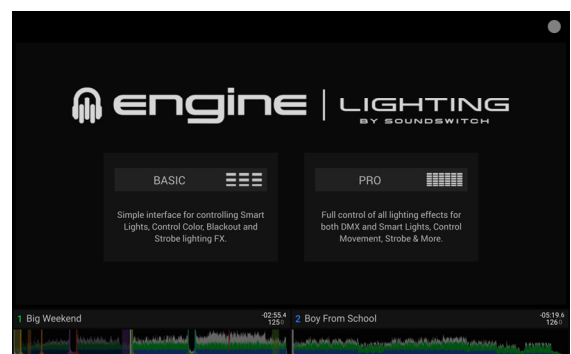 engine LIGHTING
BY SOUNDSWITCH
BASIC
Simple interface for controlling Smart
Lights, Control Color, Blackout and
Strobe lighting FX.
PRO
Full control of all lighting effects for
both DMX and Smart Lights, Control
Movement, Strobe & More.
1 Big Weekend
-02:55.4
125.0
2 Boy From School
-05:19.6
126.0